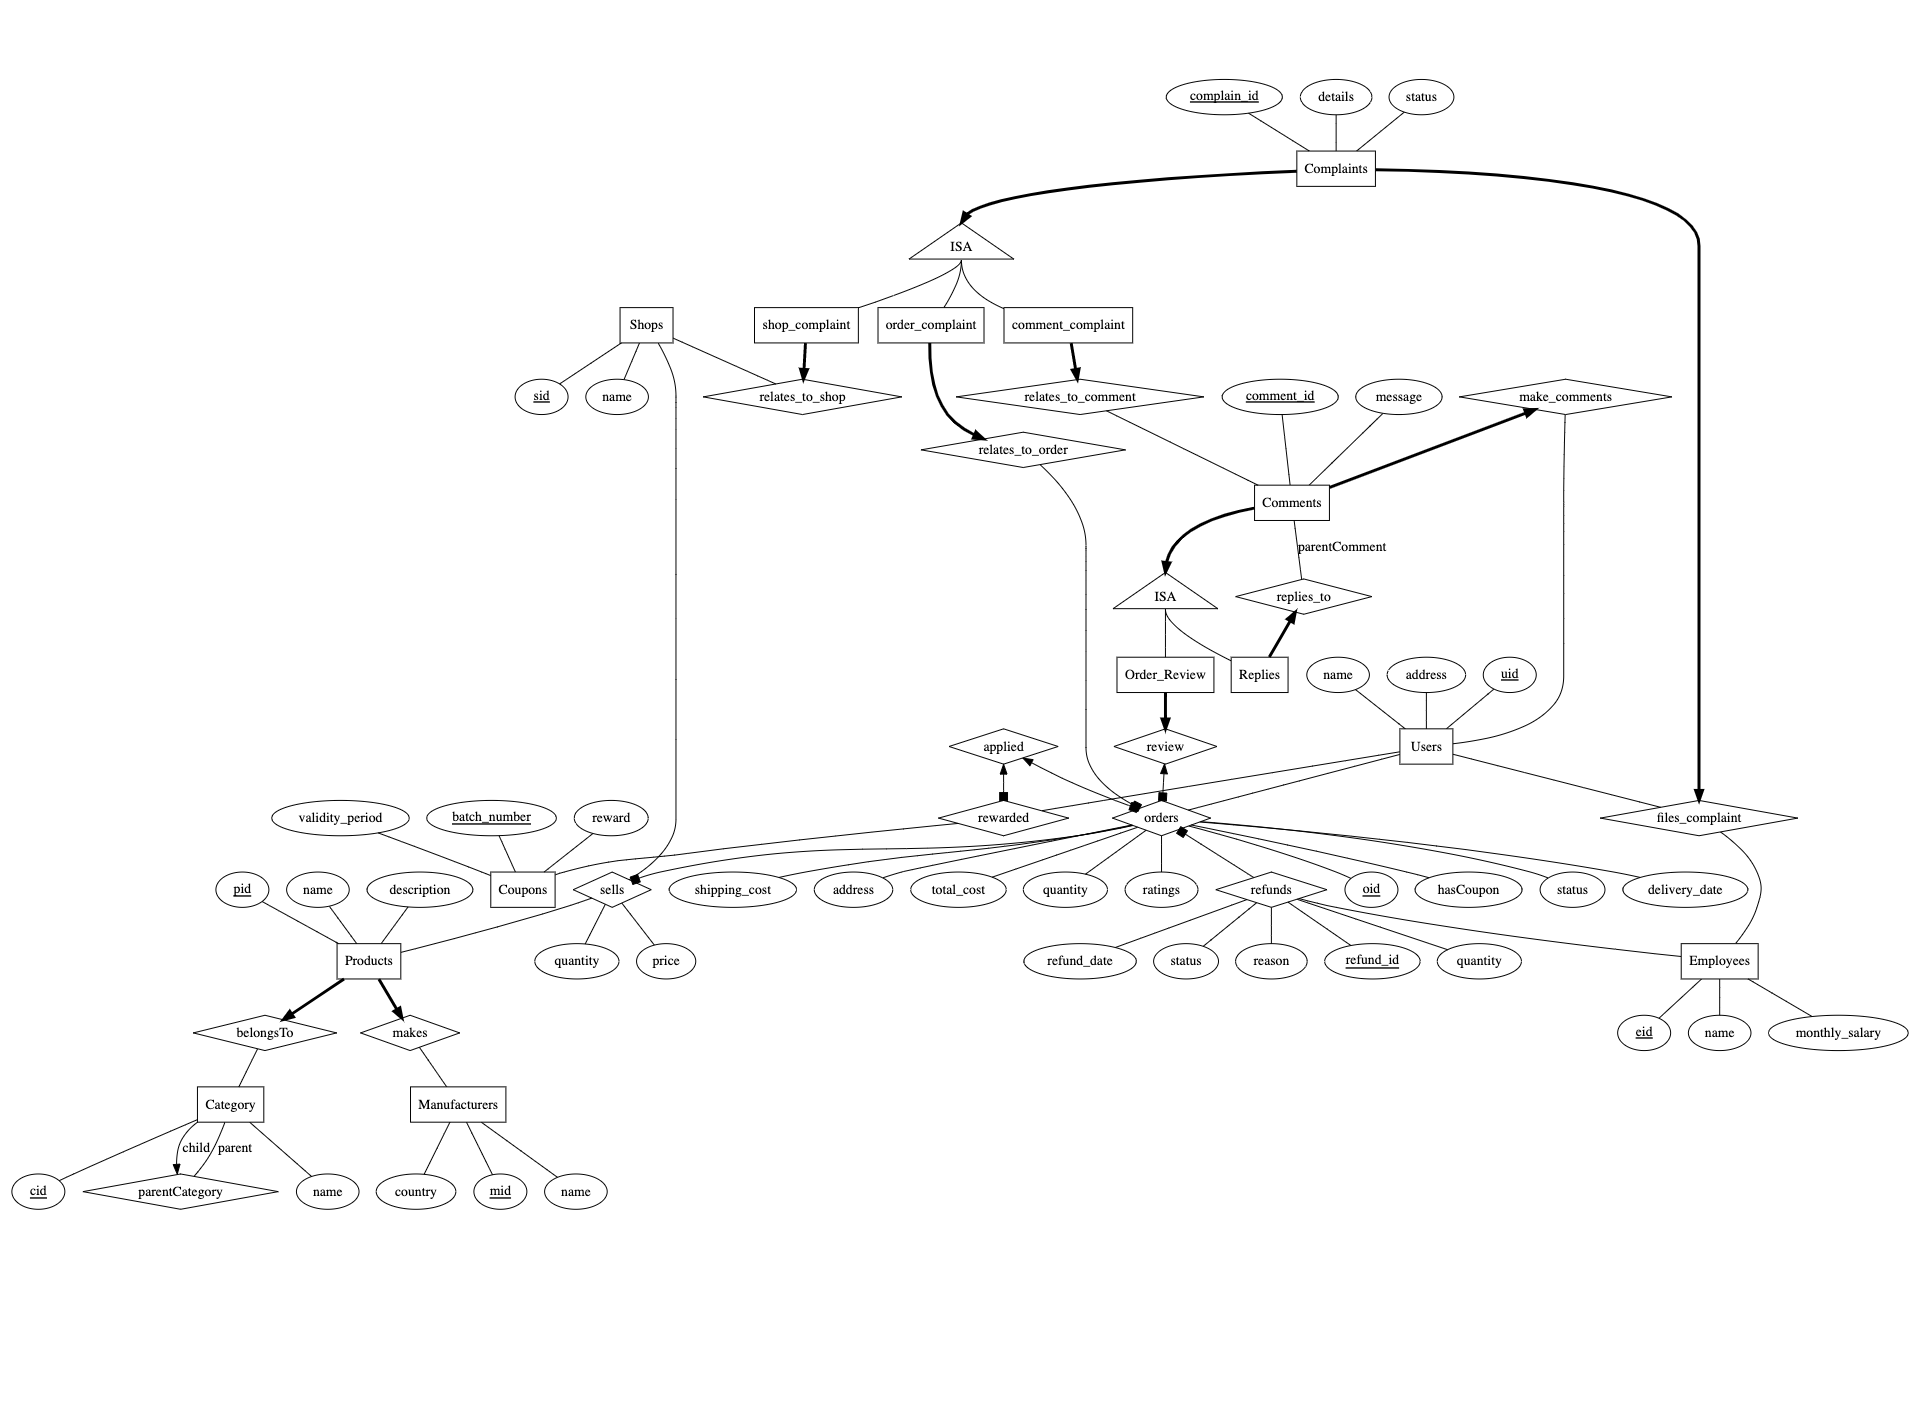 complain_id
details
status
Complaints
ISA
Shops
shop_complaint
order_complaint
comment_complaint
sid
name
relates_to_shop
relates_to_comment
comment_id
message
make_comments
relates_to_order
Comments
parentComment
ISA
replies_to
Order_Review
Replies
name
address
uid
applied
review
Users
validity_period
batch_number
reward
rewarded
orders
files_complaint
pid
name
description
Coupons
sells
shipping_cost
address
total_cost
quantity
ratings
refunds
oid
hasCoupon
status
delivery_date
Products
quantity
price
refund_date
status
reason
refund_id
quantity
Employees
belongsTo
makes
eid
name
monthly_salary
Category
Manufacturers
child
parent
cid
parentCategory
name
country
mid
name